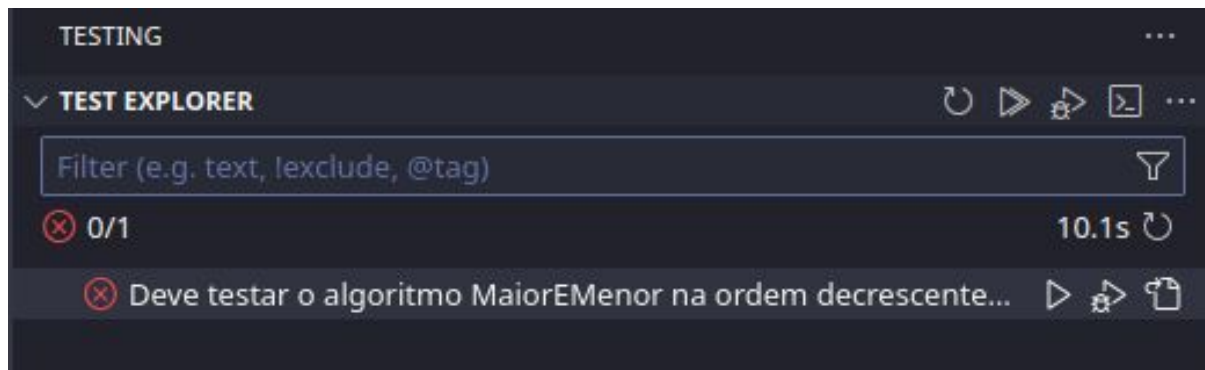 TESTING
TEST EXPLORER
Filter (e.g. text, !exclude, @tag)
0/1 10.1s
Deve testar o algoritmo MaiorEMenor na ordem decrescente...